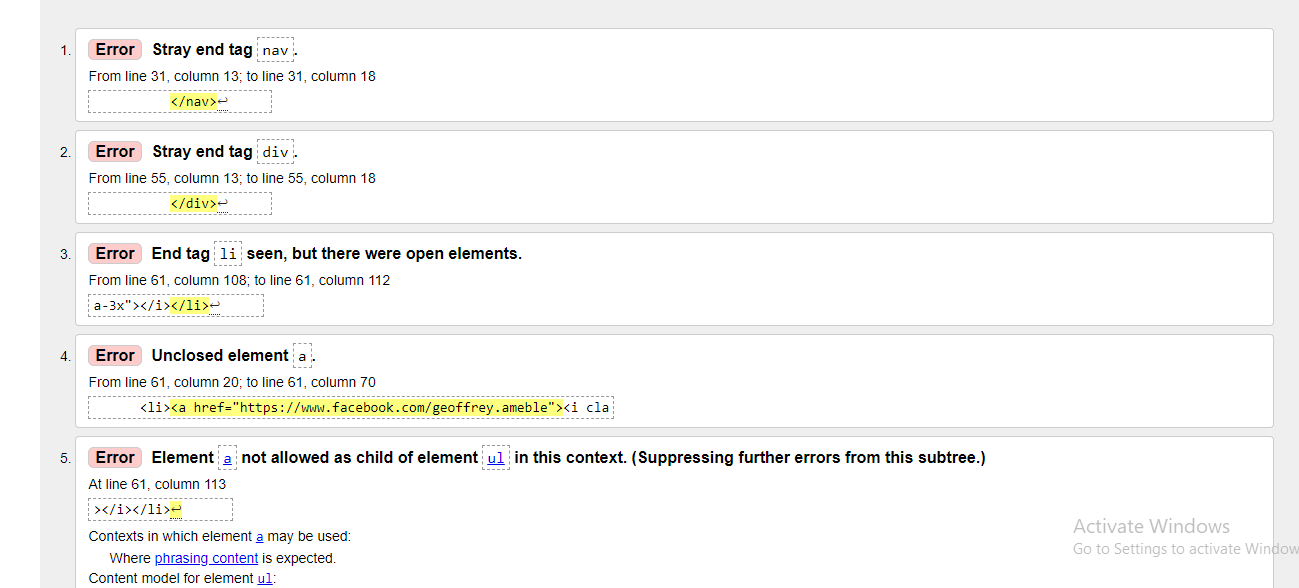 1. Error Stray end tag nav.
From line 31, column 13; to line 31, column 18
</nav>↩
2. Error Stray end tag div.
From line 55, column 13; to line 55, column 18
</div>↩
3. Error End tag li seen, but there were open elements.
From line 61, column 108; to line 61, column 112
a-3x"></i></li>↩
4. Error Unclosed element a.
From line 61, column 20; to line 61, column 70
<li><a href="https://www.facebook.com/geoffrey.ameble"><i cla
5. Error Element a not allowed as child of element ul in this context. (Suppressing further errors from this subtree.)
At line 61, column 113
></i></li>↩
Contexts in which element a may be used:
Where phrasing content is expected.
Content model for element ul:
Activate Windows
Go to Settings to activate Window